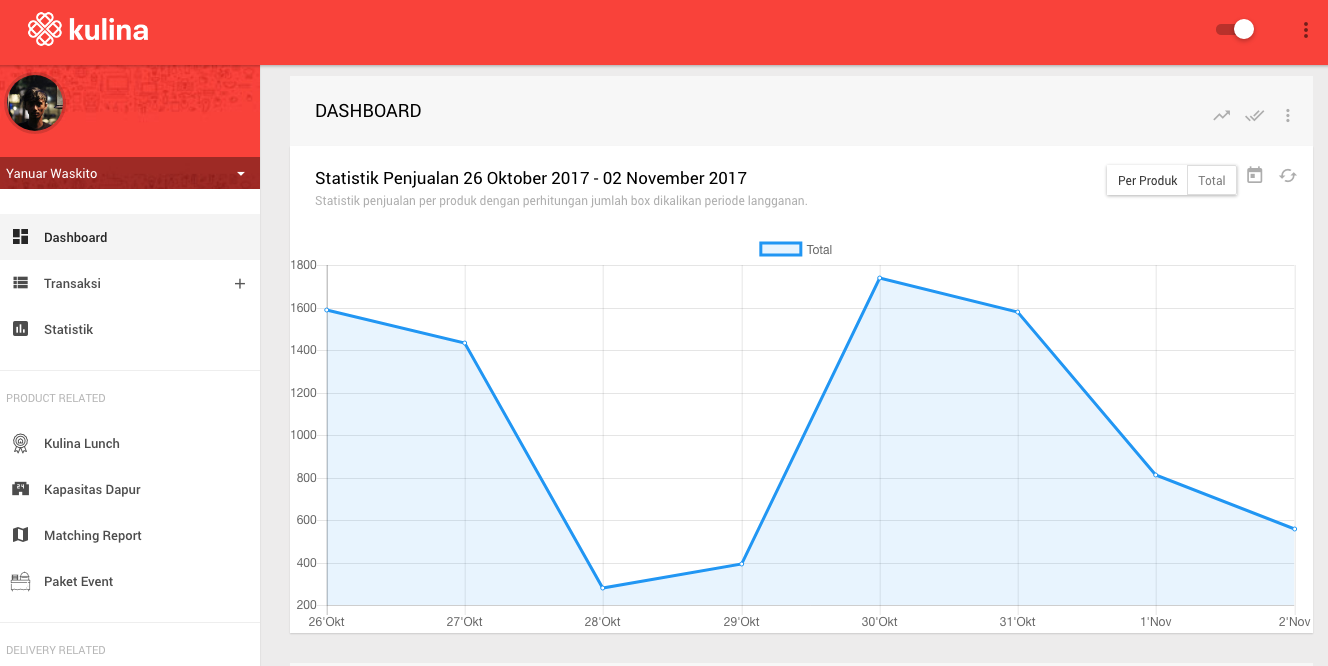 kulina
Yanuar Waskito
Dashboard
Transaksi
Statistik
PRODUCT RELATED
Kulina Lunch
Kapasitas Dapur
Matching Report
Paket Event
DELIVERY RELATED
DASHBOARD
Statistik Penjualan 26 Oktober 2017 - 02 November 2017
Statistik penjualan per produk dengan perhitungan jumlah box dikalikan periode langganan.
Per Produk Total
Total
1800
1600
1400
1200
1000
800
600
400
200
26'Okt 27'Okt 28'Okt 29'Okt 30'Okt 31'Okt 1'Nov 2'Nov